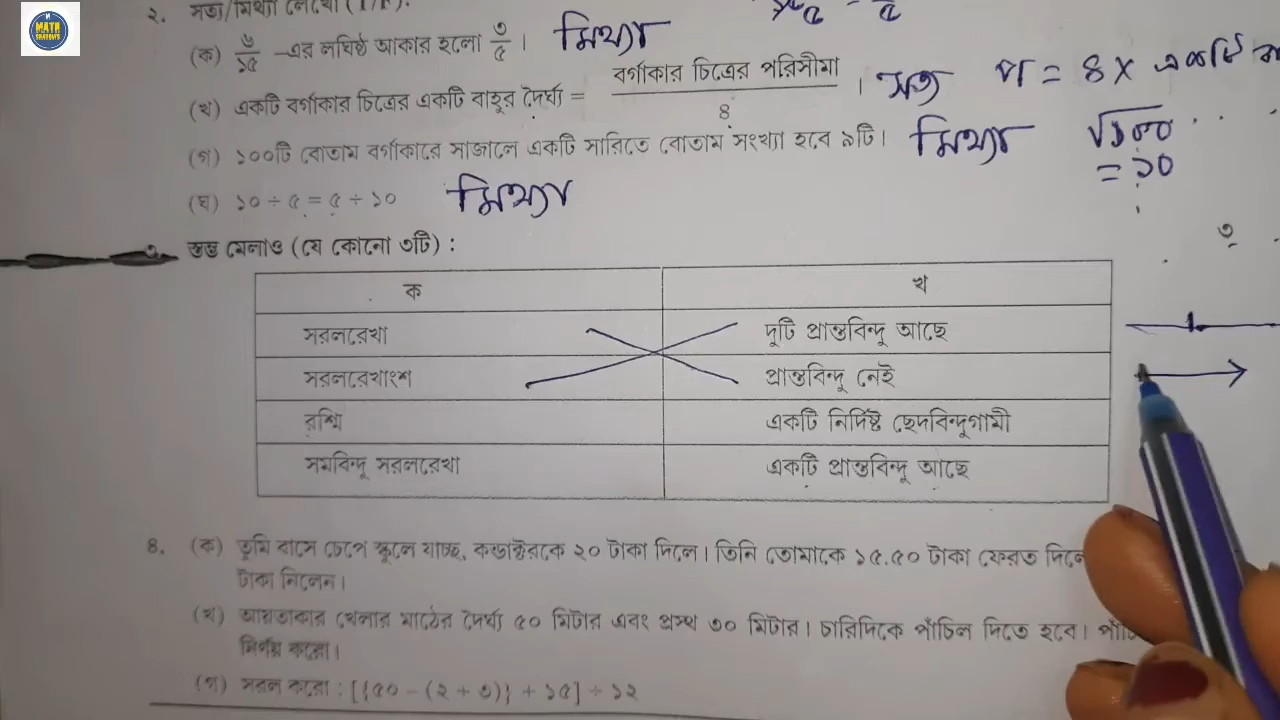 MATH
২. সত্য/মিথ্যা লেখো (T/F):
(ক) ৬/১৫ –এর লঘিষ্ঠ আকার হলো ৩/৫ । মিথ্যা
(খ) একটি বর্গাকার চিত্রের একটি বাহুর দৈর্ঘ্য = বর্গাকার চিত্রের পরিসীমা / ৪ । সত্য প = ৪ × একটি
(গ) ১০০টি বোতাম বর্গাকারে সাজালে একটি সারিতে বোতাম সংখ্যা হবে ৯টি। মিথ্যা √১০০
= ১০
(ঘ) ১০ ÷ ৫ = ৫ ÷ ১০ মিথ্যা
৩. স্তম্ভ মেলাও (যে কোনো ৩টি) :
ক খ
সরলরেখা দুটি প্রান্তবিন্দু আছে
সরলরেখাংশ প্রান্তবিন্দু নেই
রশ্মি একটি নির্দিষ্ট ছেদবিন্দুগামী
সমবিন্দু সরলরেখা একটি প্রান্তবিন্দু আছে
৪. (ক) তুমি বাসে চেপে স্কুলে যাচ্ছ, কন্ডাক্টরকে ২০ টাকা দিলে। তিনি তোমাকে ১৫.৫০ টাকা ফেরত দিলে
টাকা নিলেন।
(খ) আয়তাকার খেলার মাঠের দৈর্ঘ্য ৫০ মিটার এবং প্রস্থ ৩০ মিটার। চারিদিকে পাঁচিল দিতে হবে।
নির্ণয় করো।
(গ) সরল করো : [{৫০ – (২ + ৩)} + ১৫] ÷ ১২